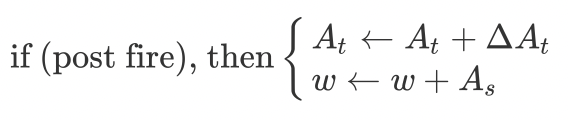 if (post fire), then { A_t ← A_t + ΔA_t
w ← w + A_s